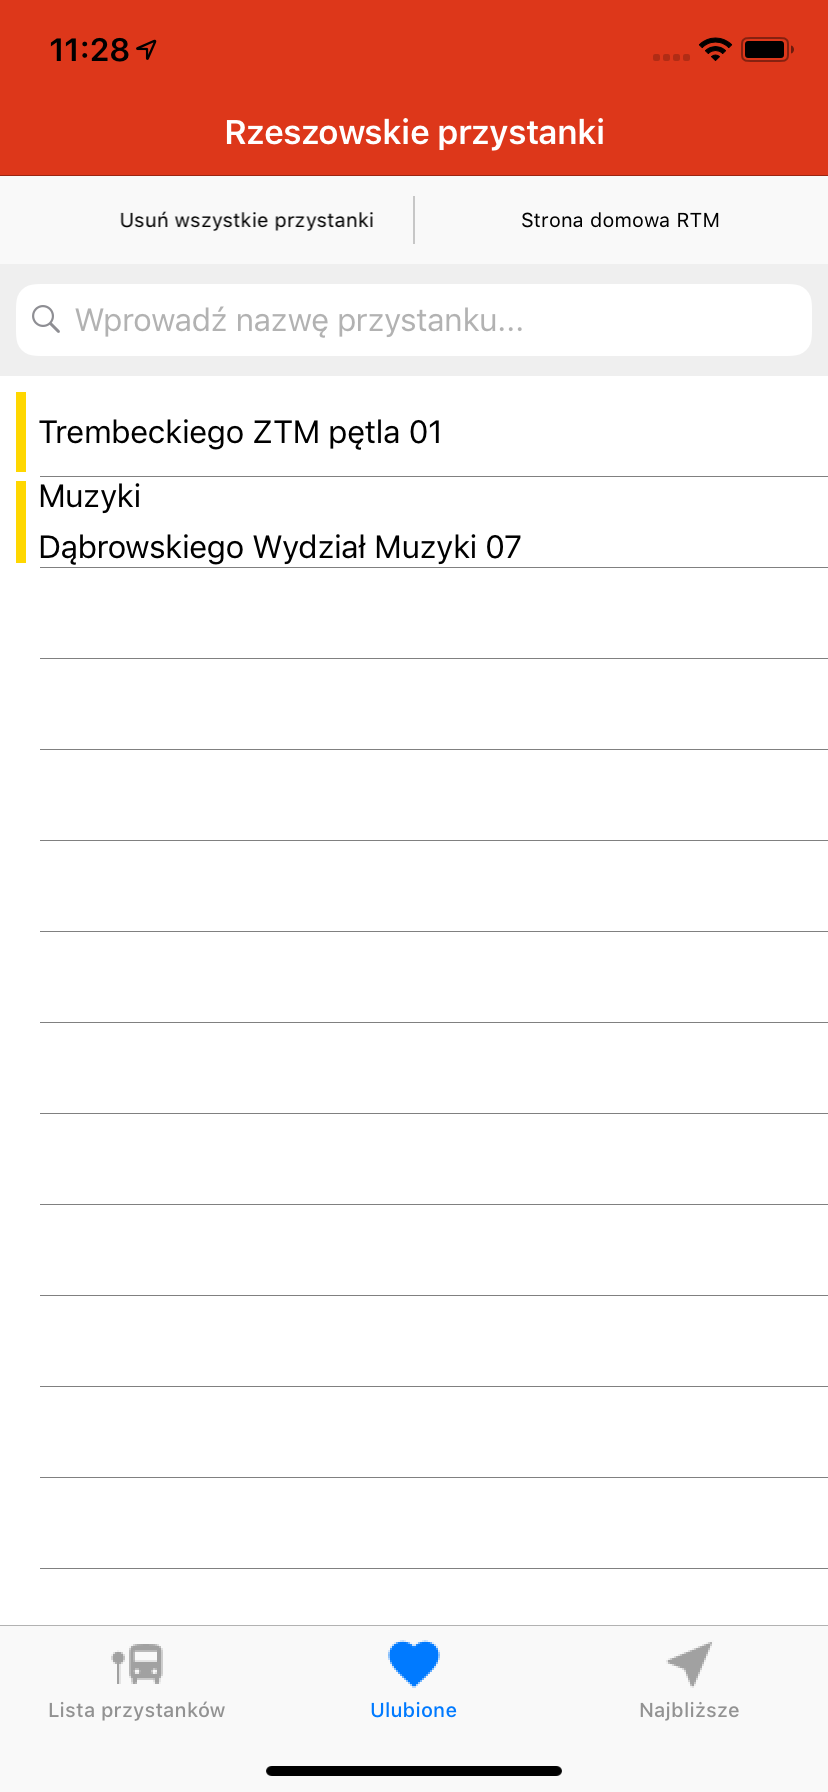 11:28
Rzeszowskie przystanki
Usuń wszystkie przystanki
Strona domowa RTM
Wprowadź nazwę przystanku...
Trembeckiego ZTM pętla 01
Muzyki
Dąbrowskiego Wydział Muzyki 07
Lista przystanków
Ulubione
Najbliższe